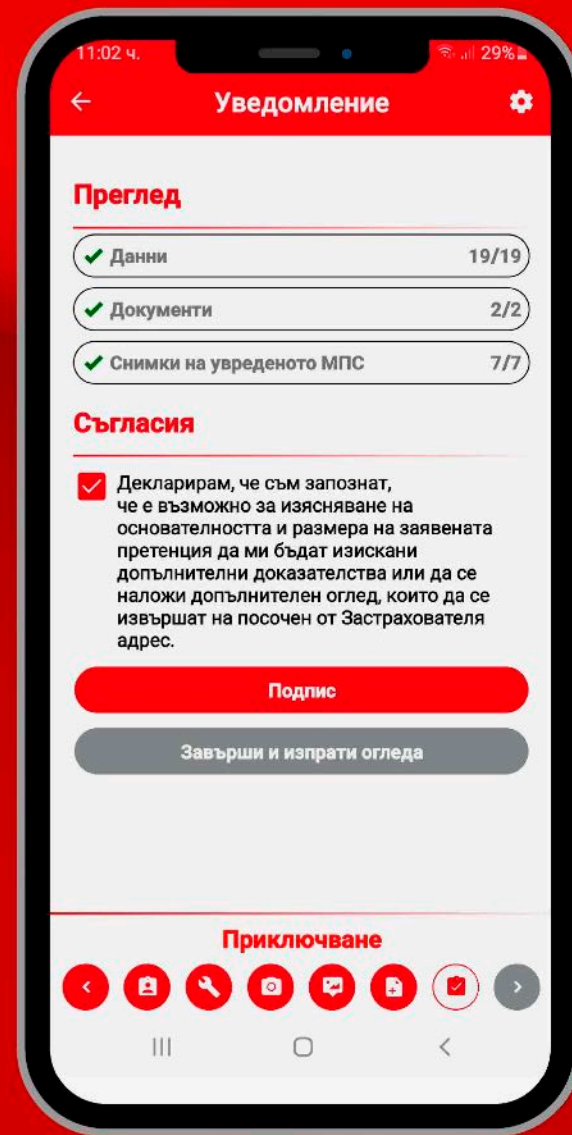 11:02 ч.
29%
Уведомление
Преглед
Данни 19/19
Документи 2/2
Снимки на увреденото МПС 7/7
Съгласия
Декларирам, че съм запознат,
че е възможно за изясняване на
основателността и размера на заявената
претенция да ми бъдат изискани
допълнителни доказателства или да се
наложи допълнителен оглед, които да се
извършат на посочен от Застрахователя
адрес.
Подпис
Завърши и изпрати огледа
Приключване